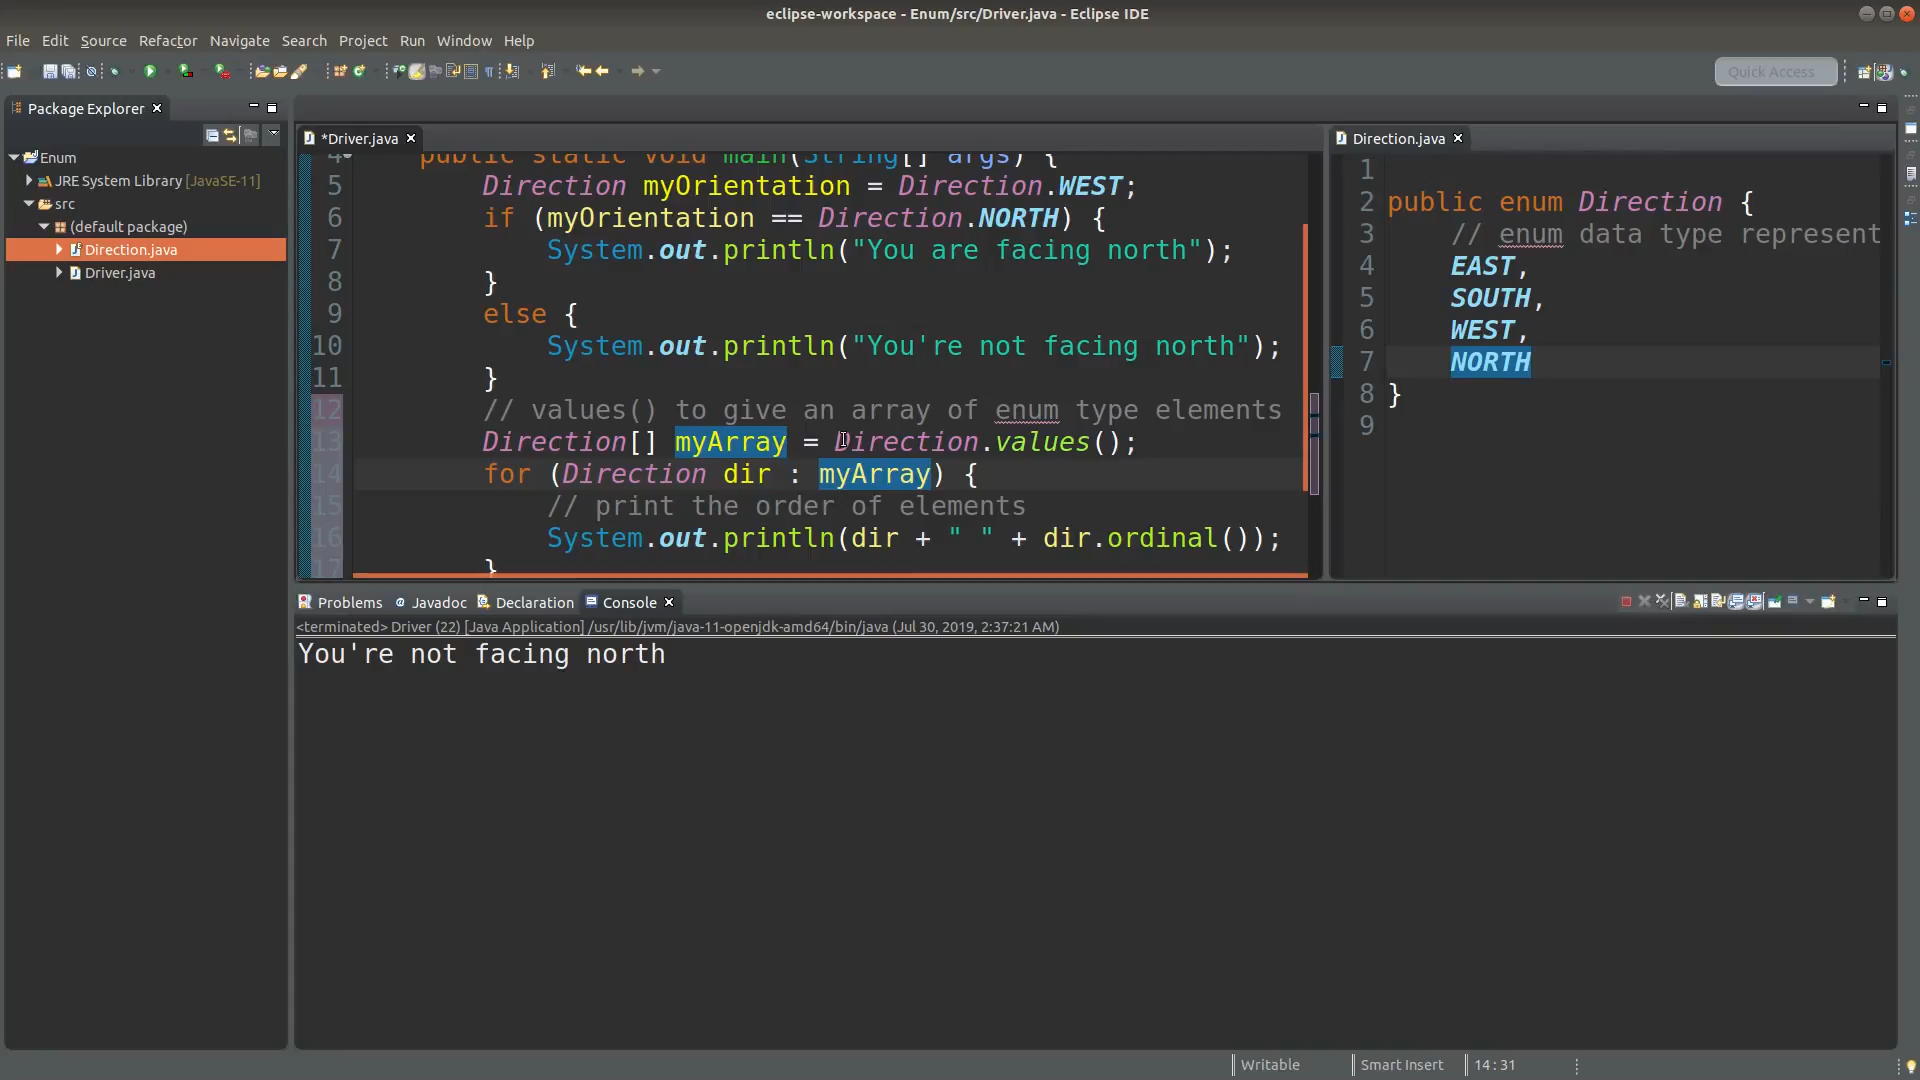 eclipse-workspace - Enum/src/Driver.java - Eclipse IDE
File Edit Source Refactor Navigate Search Project Run Window Help
Quick Access
Package Explorer
Enum
JRE System Library [JavaSE-11]
src
(default package)
Direction.java
Driver.java
*Driver.java
4 public static void main(String[] args) {
5 Direction myOrientation = Direction.WEST;
6 if (myOrientation == Direction.NORTH) {
7 System.out.println("You are facing north");
8 }
9 else {
10 System.out.println("You're not facing north");
11 }
12 // values() to give an array of enum type elements
13 Direction[] myArray = Direction.values();
14 for (Direction dir : myArray) {
15 // print the order of elements
16 System.out.println(dir + " " + dir.ordinal());
17 }
Direction.java
1
2 public enum Direction {
3 // enum data type represent
4 EAST,
5 SOUTH,
6 WEST,
7 NORTH
8 }
9
Problems Javadoc Declaration Console
<terminated> Driver (22) [Java Application] /usr/lib/jvm/java-11-openjdk-amd64/bin/java (Jul 30, 2019, 2:37:21 AM)
You're not facing north
Writable Smart Insert 14 : 31